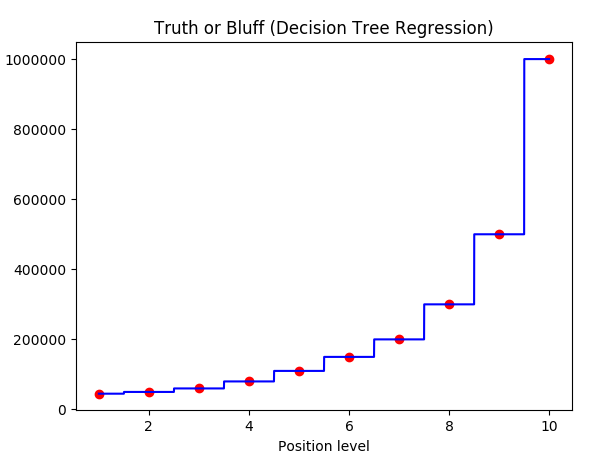 Truth or Bluff (Decision Tree Regression)
1000000
800000
600000
400000
200000
0
2 4 6 8 10
Position level